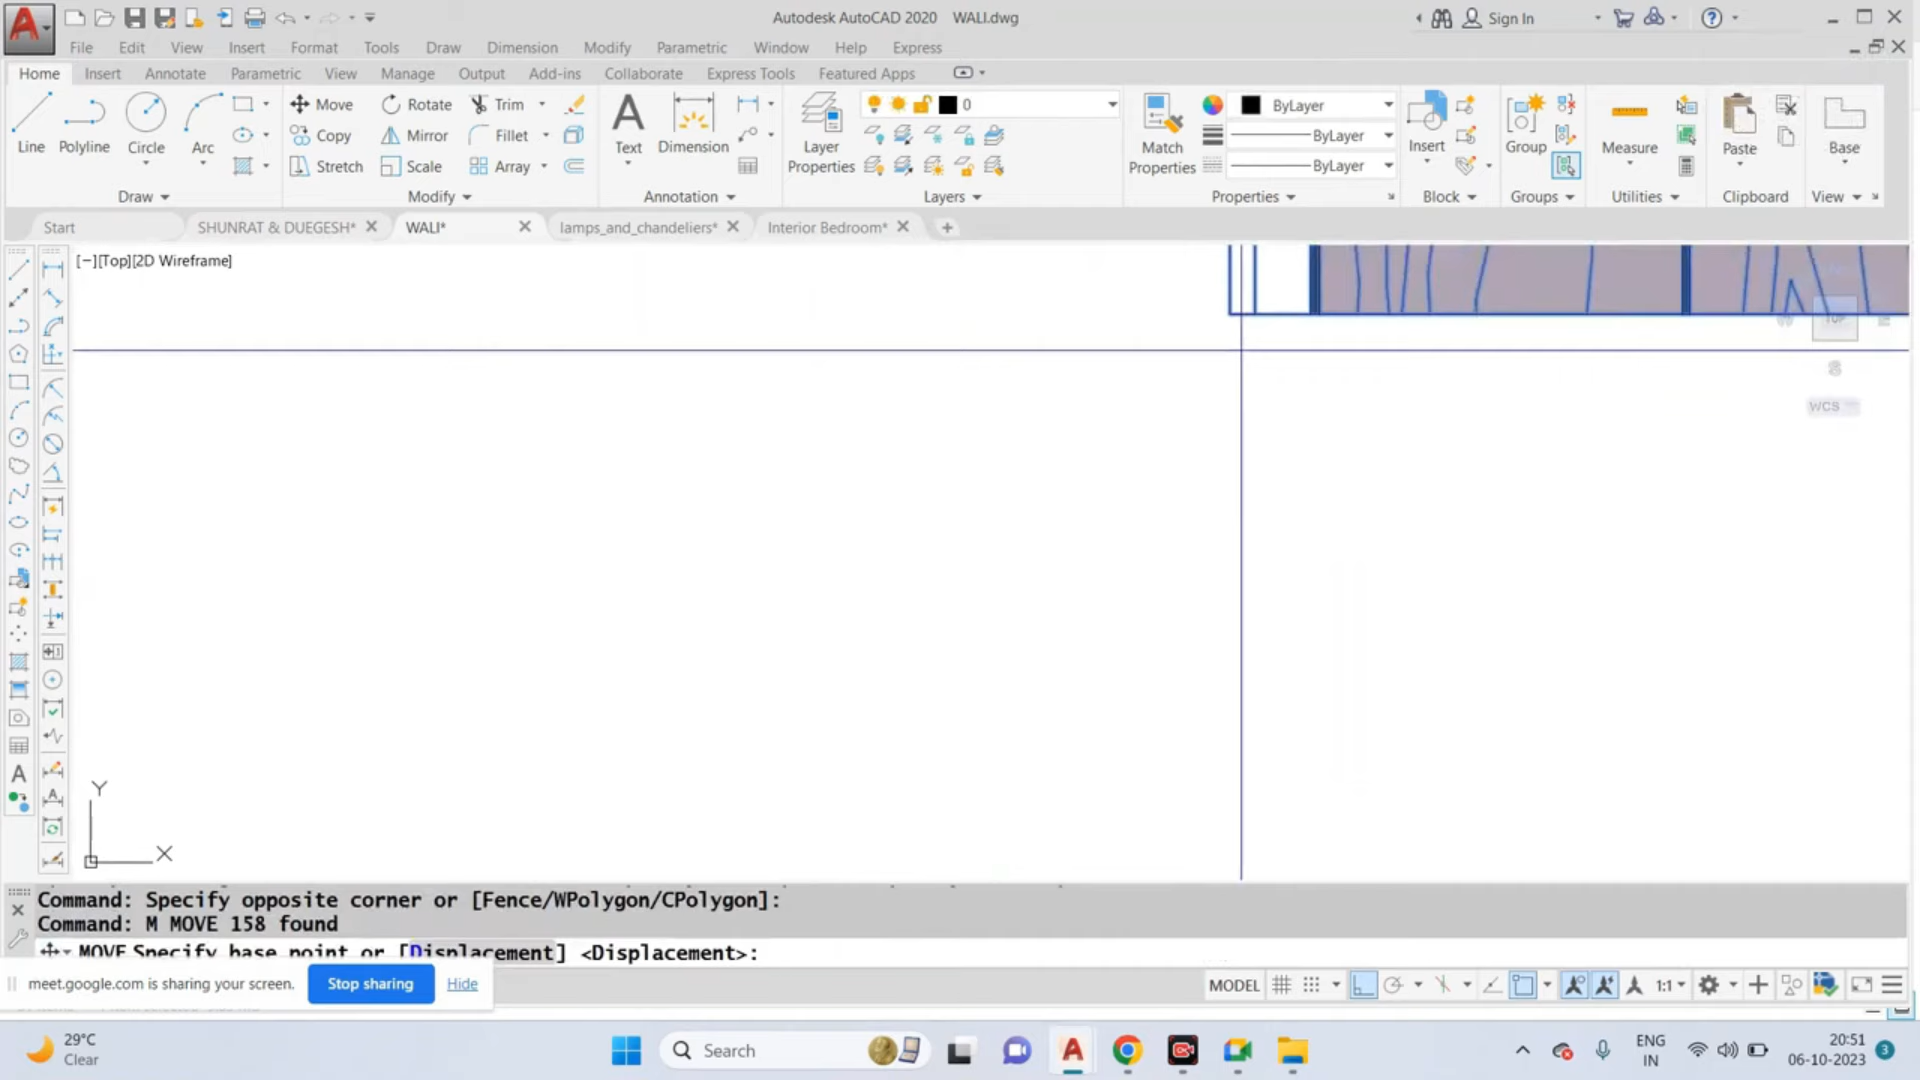 Autodesk AutoCAD 2020 WALI.dwg
Sign In
File Edit View Insert Format Tools Draw Dimension Modify Parametric Window Help Express
Home Insert Annotate Parametric View Manage Output Add-ins Collaborate Express Tools Featured Apps
Line Polyline Circle Arc
Move Rotate Trim
Copy Mirror Fillet
Stretch Scale Array
Text Dimension
Layer Properties
0
Match Properties
ByLayer
ByLayer
ByLayer
Insert
Group
Measure
Paste
Base
Draw Modify Annotation Layers Properties Block Groups Utilities Clipboard View
Start SHUNRAT & DUEGESH* WALI* lamps_and_chandeliers* Interior Bedroom*
[−][Top][2D Wireframe]
TOP
S
WCS
Y
X
Command: Specify opposite corner or [Fence/WPolygon/CPolygon]:
Command: M MOVE 158 found
MOVE Specify base point or [Displacement] <Displacement>:
meet.google.com is sharing your screen. Stop sharing Hide
MODEL 1:1
29°C
Clear
Search
ENG
IN
20:51
06-10-2023
3